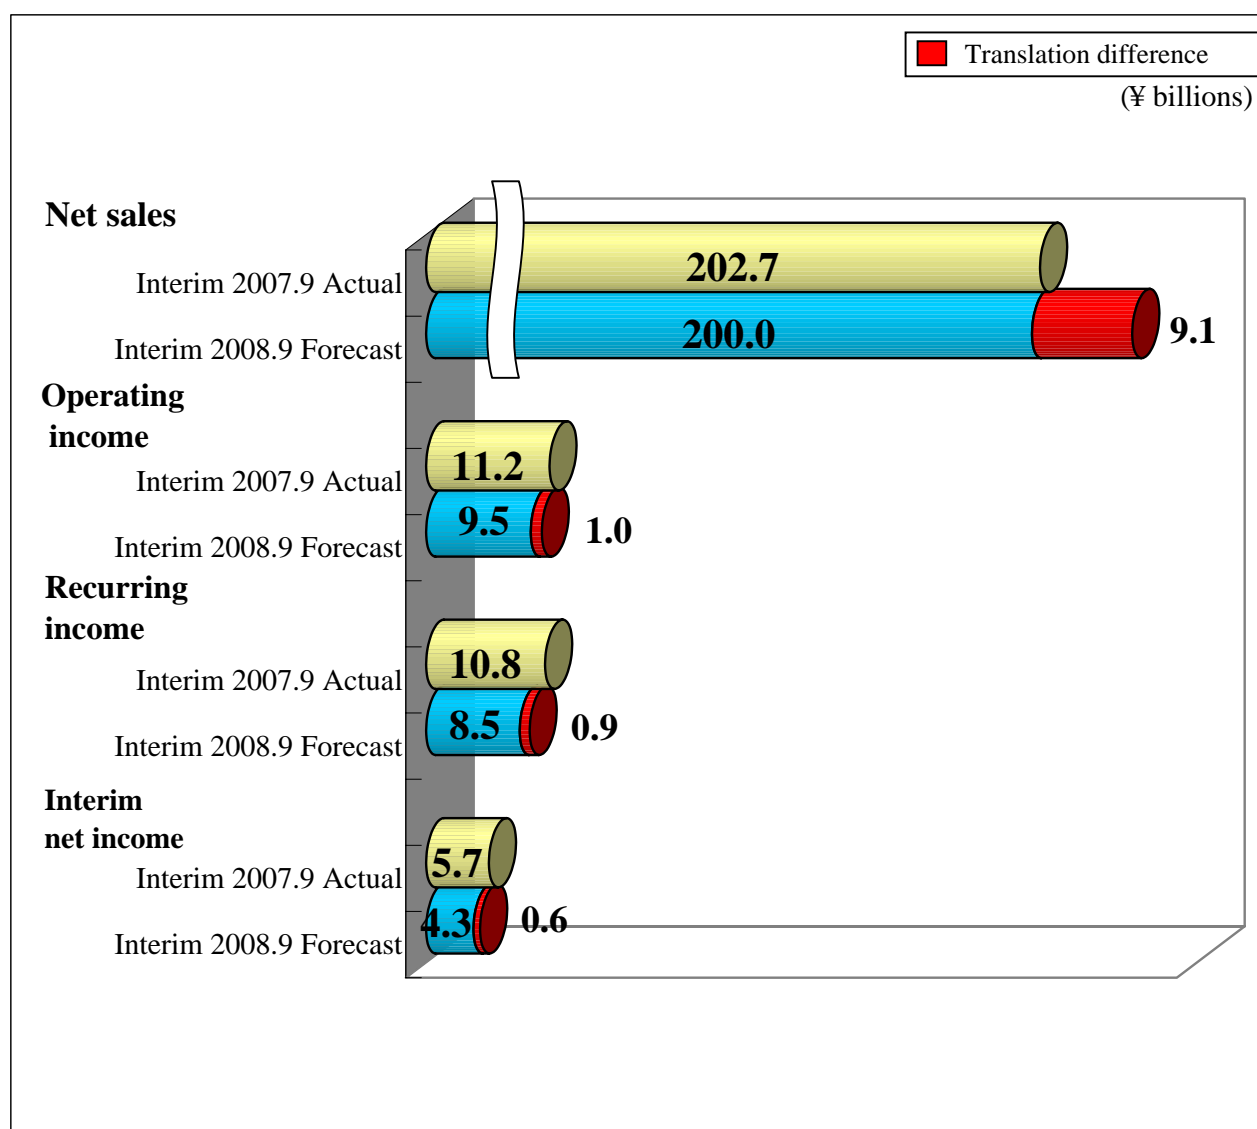 Translation difference
(¥ billions)
Net sales
Interim 2007.9 Actual
202.7
Interim 2008.9 Forecast
200.0
9.1
Operating
income
Interim 2007.9 Actual
11.2
Interim 2008.9 Forecast
9.5
1.0
Recurring
income
Interim 2007.9 Actual
10.8
Interim 2008.9 Forecast
8.5
0.9
Interim
net income
Interim 2007.9 Actual
5.7
Interim 2008.9 Forecast
4.3
0.6